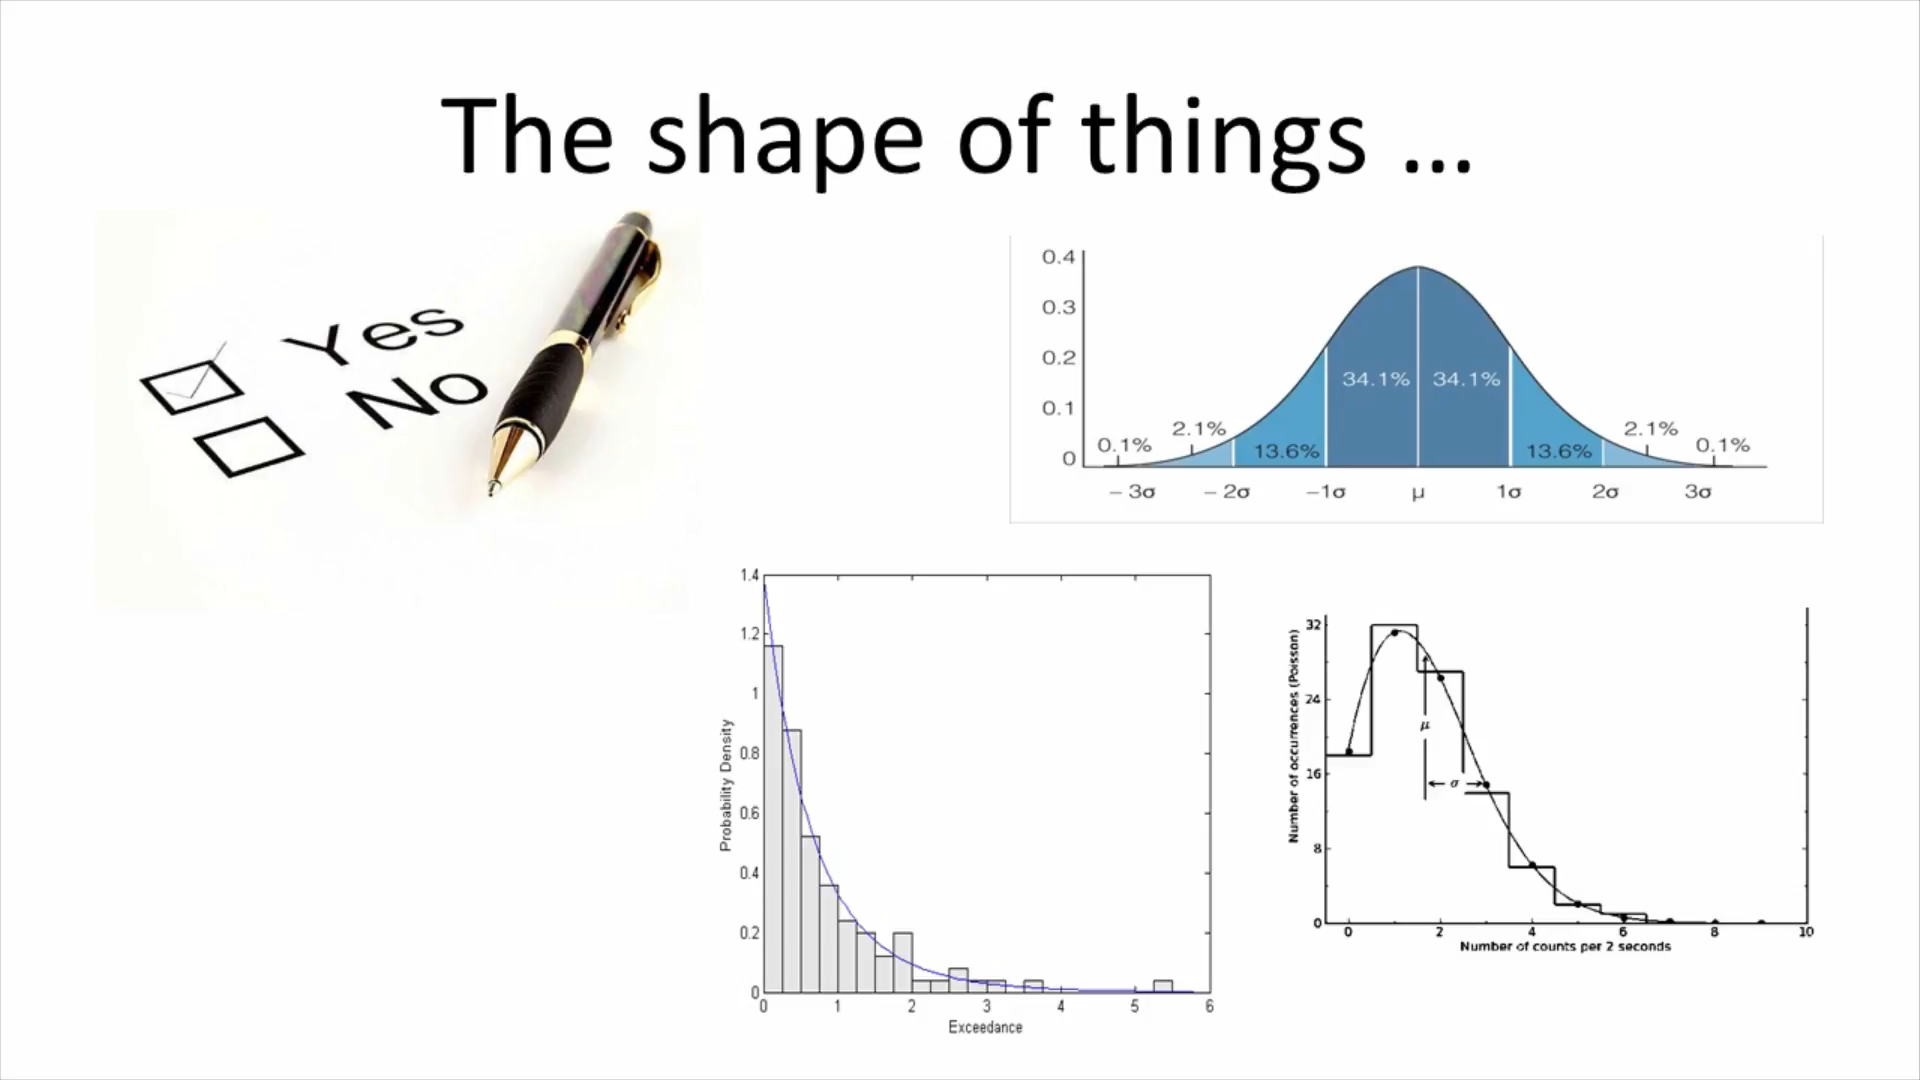 The shape of things ...
Yes
No
0.4
0.3
0.2
0.1
0
0.1%
2.1%
13.6%
34.1%
34.1%
13.6%
2.1%
0.1%
– 3σ – 2σ –1σ μ 1σ 2σ 3σ
1.4
1.2
1
0.8
0.6
0.4
0.2
0
Probability Density
0 1 2 3 4 5 6
Exceedance
32
24
16
8
0
Number of occurrences (Poisson)
μ
σ
0 2 4 6 8 10
Number of counts per 2 seconds